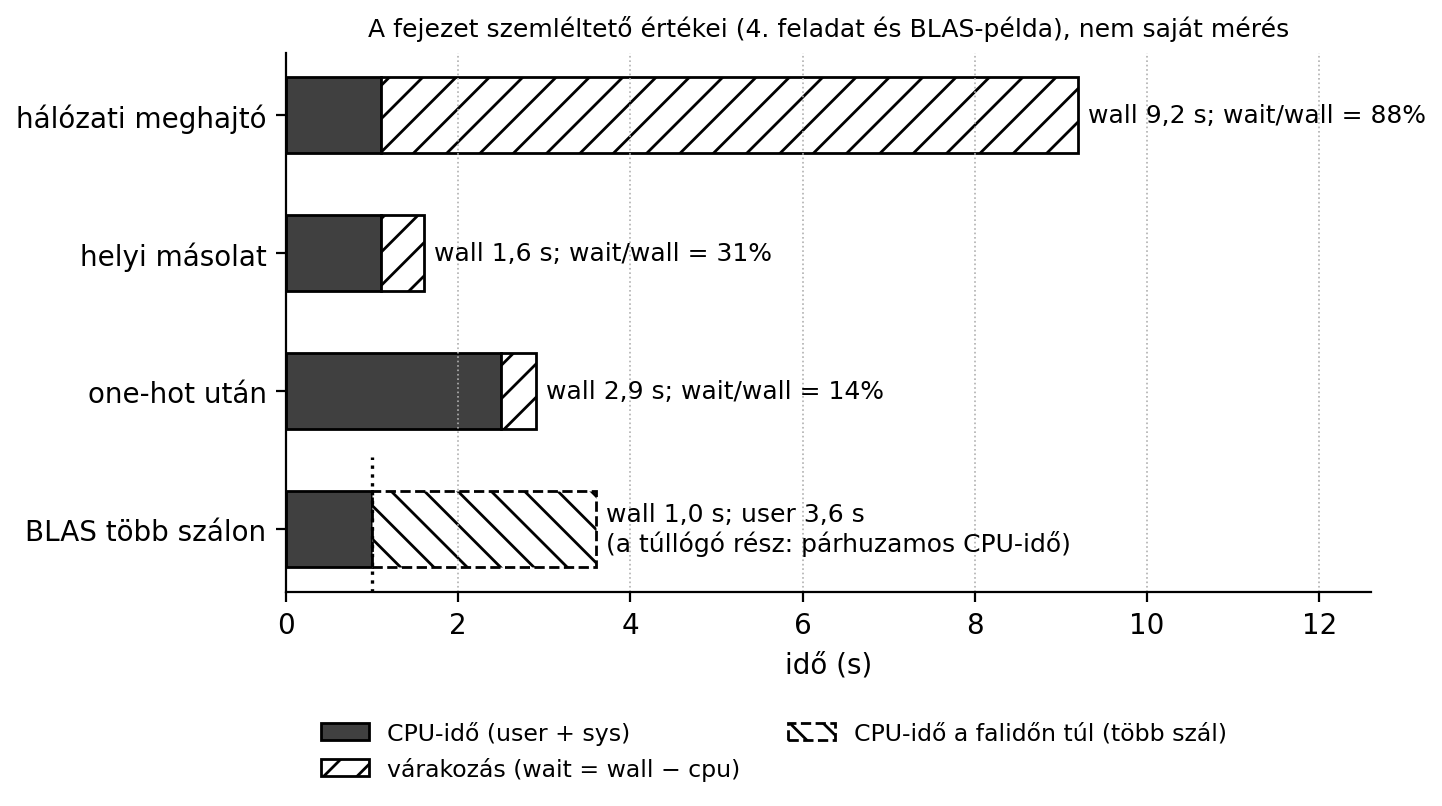 A fejezet szemléltető értékei (4. feladat és BLAS-példa), nem saját mérés
hálózati meghajtó
wall 9,2 s; wait/wall = 88%
helyi másolat
wall 1,6 s; wait/wall = 31%
one-hot után
wall 2,9 s; wait/wall = 14%
BLAS több szálon
wall 1,0 s; user 3,6 s
(a túllógó rész: párhuzamos CPU-idő)
0 2 4 6 8 10 12
idő (s)
CPU-idő (user + sys)
várakozás (wait = wall − cpu)
CPU-idő a falidőn túl (több szál)